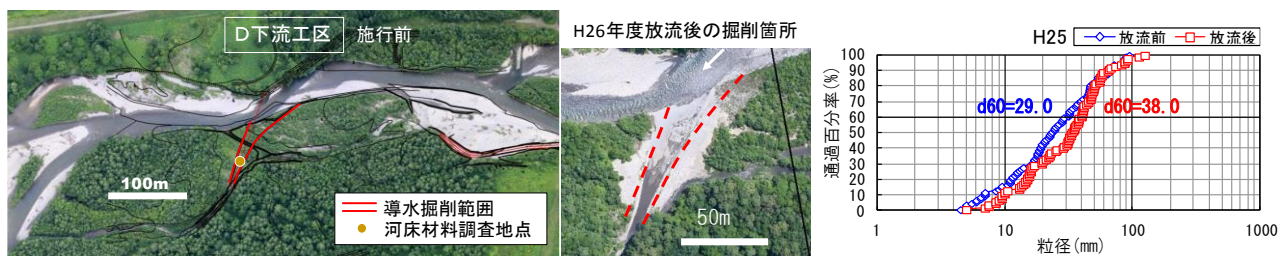 D下流工区 施行前
100m
導水掘削範囲
河床材料調査地点
H26年度放流後の掘削箇所
50m
H25 放流前 放流後
通過百分率(%)
100
90
80
70
60
50
40
30
20
10
0
d60=29.0 d60=38.0
1 10 100 1000
粒径(mm)